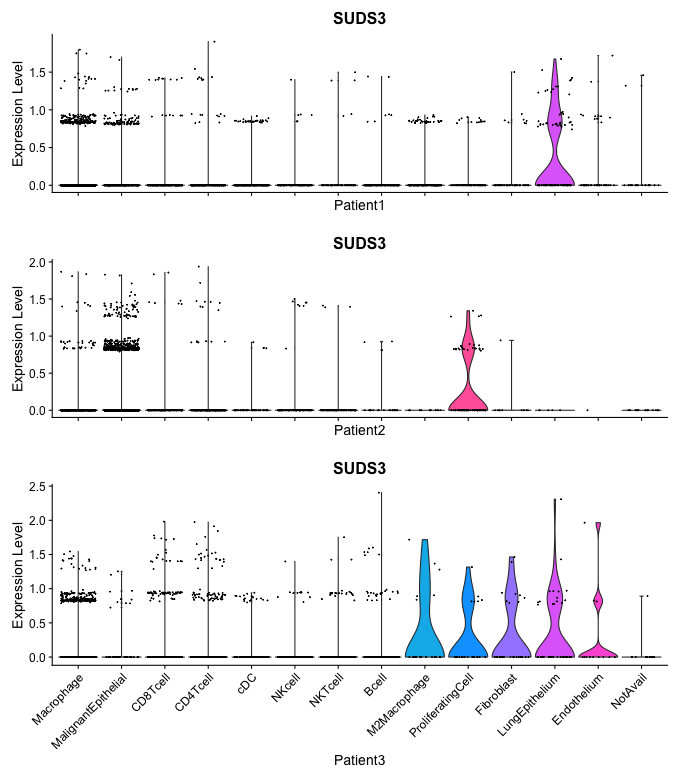 SUDS3
Expression Level
1.5
1.0
0.5
0.0
Patient1
SUDS3
Expression Level
2.0
1.5
1.0
0.5
0.0
Patient2
SUDS3
Expression Level
2.5
2.0
1.5
1.0
0.5
0.0
Macrophage
MalignantEpithelial
CD8Tcell
CD4Tcell
cDC
NKcell
NKTcell
Bcell
M2Macrophage
ProliferatingCell
Fibroblast
LungEpithelium
Endothelium
NotAvail
Patient3